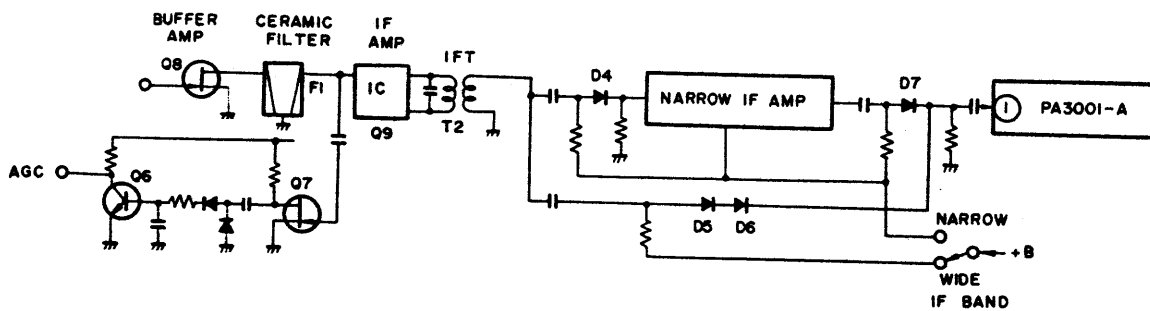 BUFFER
AMP
CERAMIC
FILTER
IF
AMP
IFT
Q8
F1
IC
Q9
T2
D4
NARROW IF AMP
D7
1
PA3001-A
AGC
Q6
Q7
D5
D6
NARROW
+B
WIDE
IF BAND